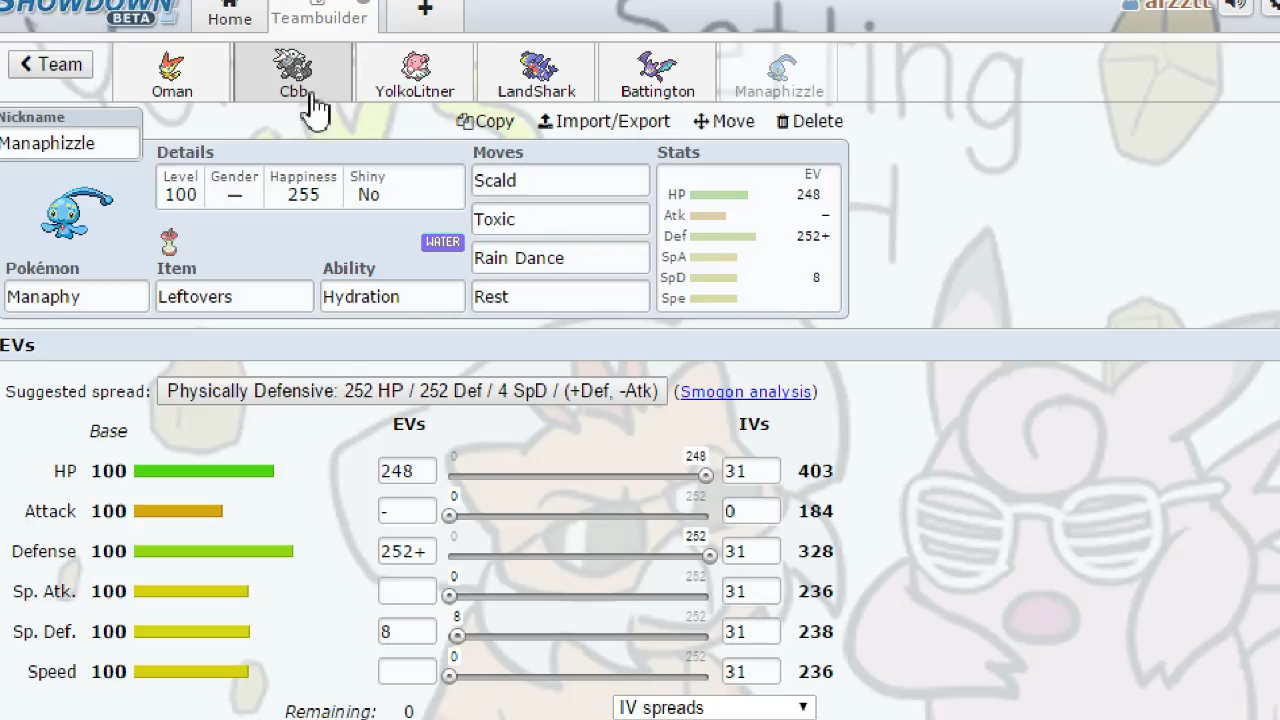 SHOWDOWN
BETA
Home
Teambuilder
+
Team
Oman
YolkoLitner
LandShark
Battington
Manaphizzle
Nickname
Manaphizzle
Copy Import/Export Move Delete
Details
Level Gender Happiness Shiny
100 — 255 No
WATER
Pokémon Item Ability
Manaphy Leftovers Hydration
Moves
Scald
Toxic
Rain Dance
Rest
Stats
EV
HP 248
Atk –
Def 252+
SpA
SpD 8
Spe
EVs
Suggested spread: Physically Defensive: 252 HP / 252 Def / 4 SpD / (+Def, -Atk) (Smogon analysis)
Base EVs IVs
HP 100 248 0 248 31 403
Attack 100 - 0 252 0 184
Defense 100 252+ 0 252 31 328
Sp. Atk. 100 0 252 31 236
Sp. Def. 100 8 8 252 31 238
Speed 100 0 252 31 236
Remaining: 0
IV spreads